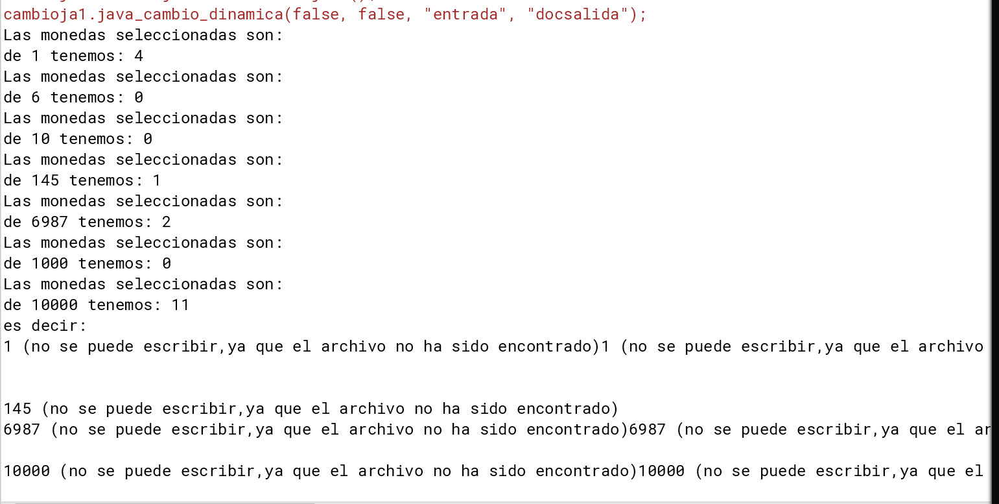 cambioja1.java_cambio_dinamica(false, false, "entrada", "docsalida");
Las monedas seleccionadas son:
de 1 tenemos: 4
Las monedas seleccionadas son:
de 6 tenemos: 0
Las monedas seleccionadas son:
de 10 tenemos: 0
Las monedas seleccionadas son:
de 145 tenemos: 1
Las monedas seleccionadas son:
de 6987 tenemos: 2
Las monedas seleccionadas son:
de 1000 tenemos: 0
Las monedas seleccionadas son:
de 10000 tenemos: 11
es decir:
1 (no se puede escribir,ya que el archivo no ha sido encontrado)1 (no se puede escribir,ya que el archivo
145 (no se puede escribir,ya que el archivo no ha sido encontrado)
6987 (no se puede escribir,ya que el archivo no ha sido encontrado)6987 (no se puede escribir,ya que el
10000 (no se puede escribir,ya que el archivo no ha sido encontrado)10000 (no se puede escribir,ya que el